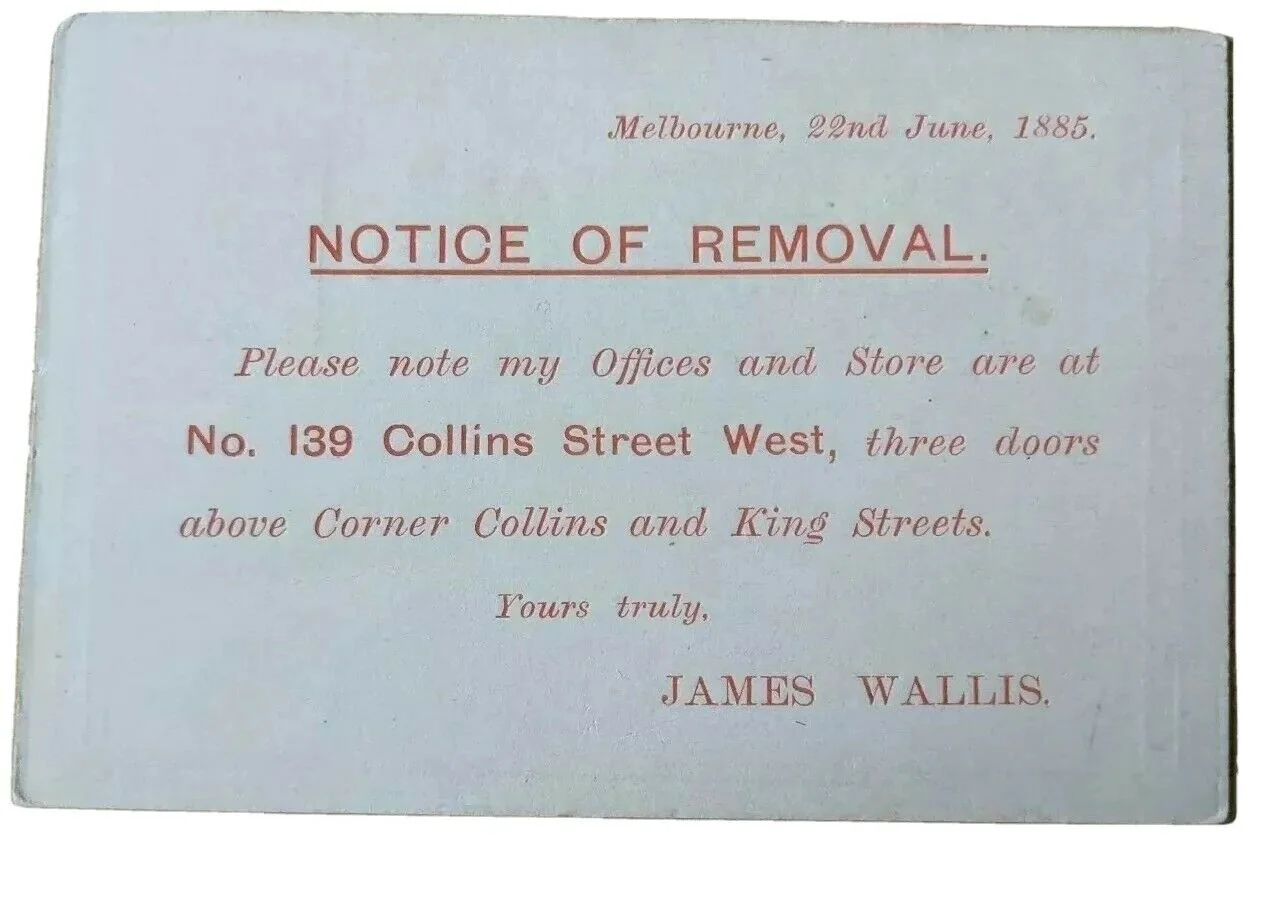 Melbourne, 22nd June, 1885.
NOTICE OF REMOVAL.
Please note my Offices and Store are at
No. 139 Collins Street West, three doors
above Corner Collins and King Streets.
Yours truly,
JAMES WALLIS.